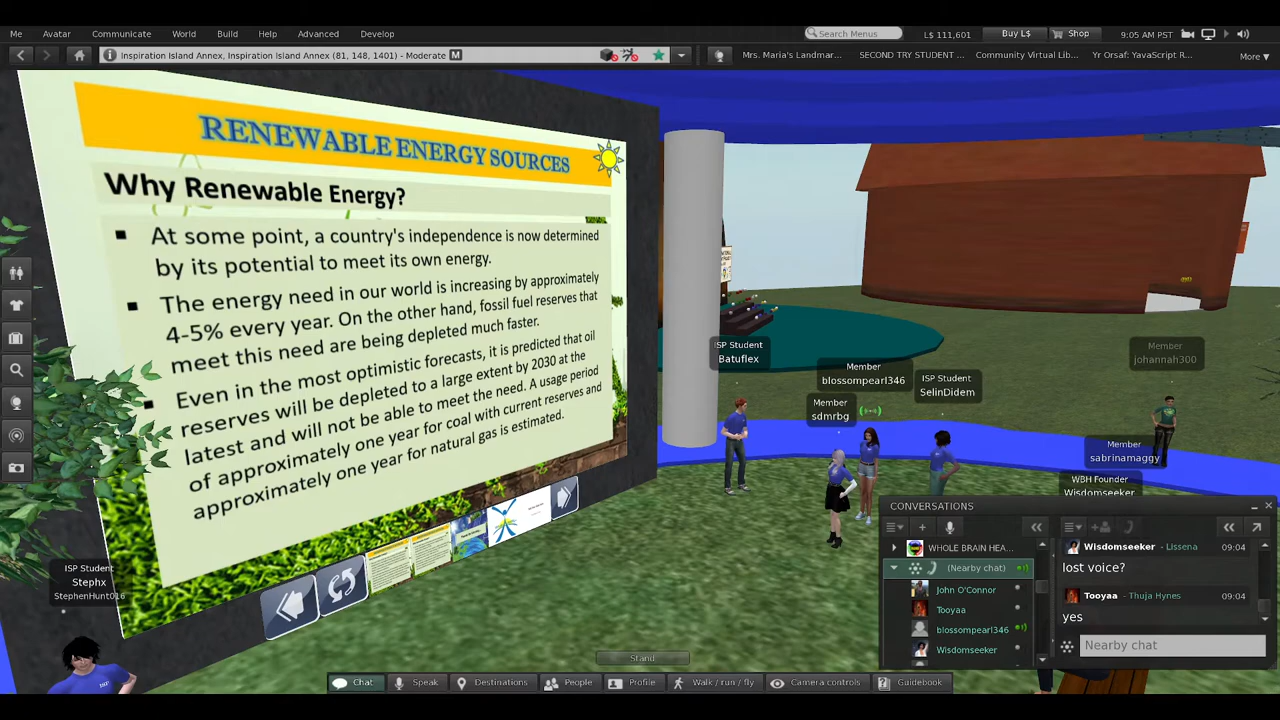 Me Avatar Communicate World Build Help Advanced Develop
Search Menus
L$ 111,601
Buy L$
Shop
9:05 AM PST
Inspiration Island Annex, Inspiration Island Annex (81, 148, 1401) - Moderate M
Mrs. Maria's Landmar...
SECOND TRY STUDENT ...
Community Virtual Lib...
Yr Orsaf: YavaScript R...
More
RENEWABLE ENERGY SOURCES
Why Renewable Energy?
At some point, a country's independence is now determined
by its potential to meet its own energy.
The energy need in our world is increasing by approximately
4-5% every year. On the other hand, fossil fuel reserves that
meet this need are being depleted much faster.
Even in the most optimistic forecasts, it is predicted that oil
reserves will be depleted to a large extent by 2030 at the
latest and will not be able to meet the need. A usage period
of approximately one year for coal with current reserves and
approximately one year for natural gas is estimated.
ISP Student
Batuflex
Member
blossompearl346
Member
sdmrbg
ISP Student
SelinDidem
Member
johannah300
Member
sabrinamaggy
WBH Founder
Wisdomseeker
ISP Student
Stephx
StephenHunt016
CONVERSATIONS
WHOLE BRAIN HEA...
(Nearby chat)
John O'Connor
Tooyaa
blossompearl346
Wisdomseeker
Wisdomseeker - Lissena 09:04
lost voice?
Tooyaa - Thuja Hynes 09:04
yes
Nearby chat
Stand
Chat
Speak
Destinations
People
Profile
Walk / run / fly
Camera controls
Guidebook